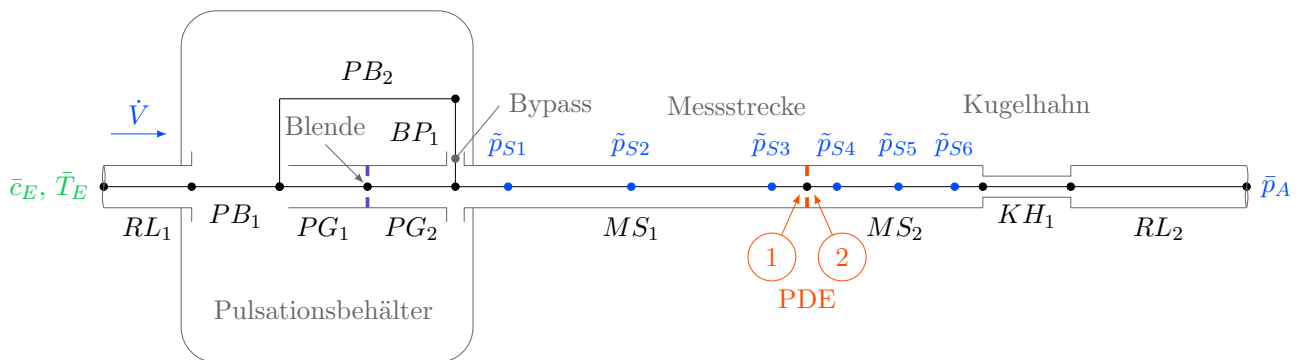 PB₂
V̇
Blende
BP₁
Bypass
Messstrecke
Kugelhahn
p̃S1
p̃S2
p̃S3
p̃S4
p̃S5
p̃S6
c̄E, T̄E
p̄A
RL₁
PB₁
PG₁
PG₂
MS₁
MS₂
KH₁
RL₂
1
2
PDE
Pulsationsbehälter